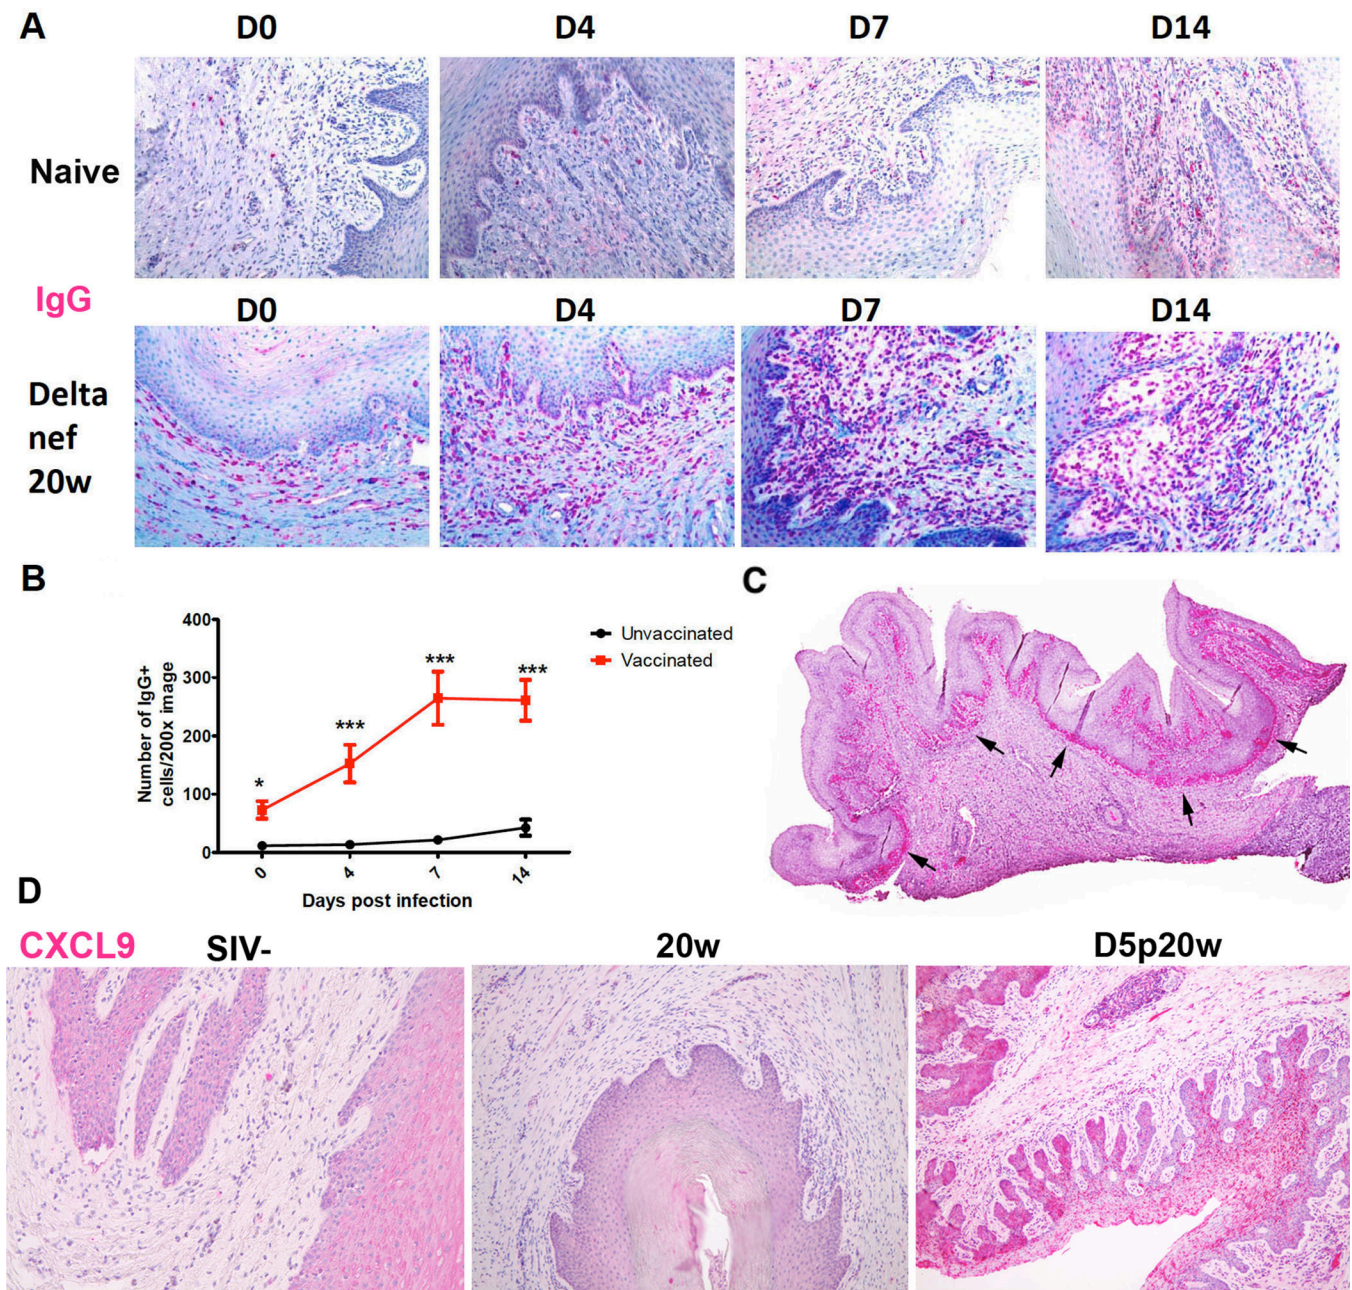 A
D0
D4
D7
D14
Naive
IgG
D0
D4
D7
D14
Delta
nef
20w
B
400
300
200
100
0
Number of IgG+
cells/200x image
*
***
***
***
0
4
7
14
Days post infection
Unvaccinated
Vaccinated
C
D
CXCL9
SIV-
20w
D5p20w